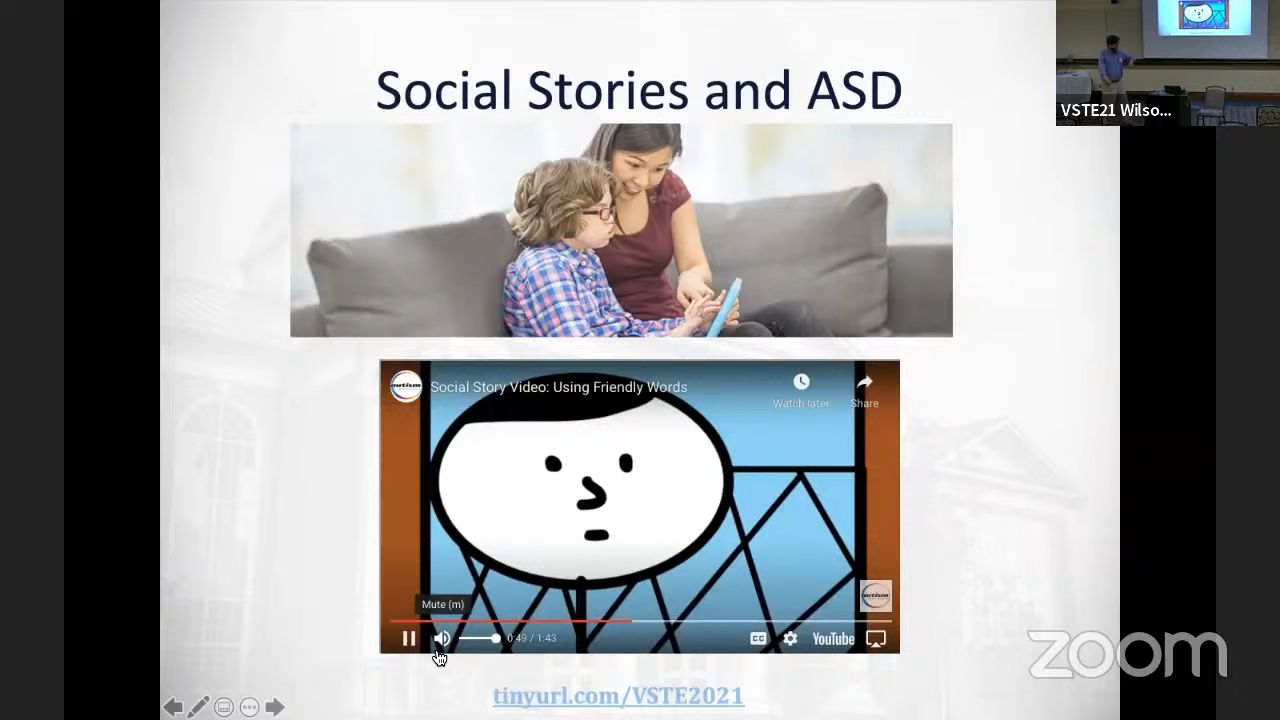 Social Stories and ASD
VSTE21 Wilso...
Social Story Video: Using Friendly Words
Watch later
Share
Mute (m)
0:49 / 1:43
CC
YouTube
zoom
tinyurl.com/VSTE2021